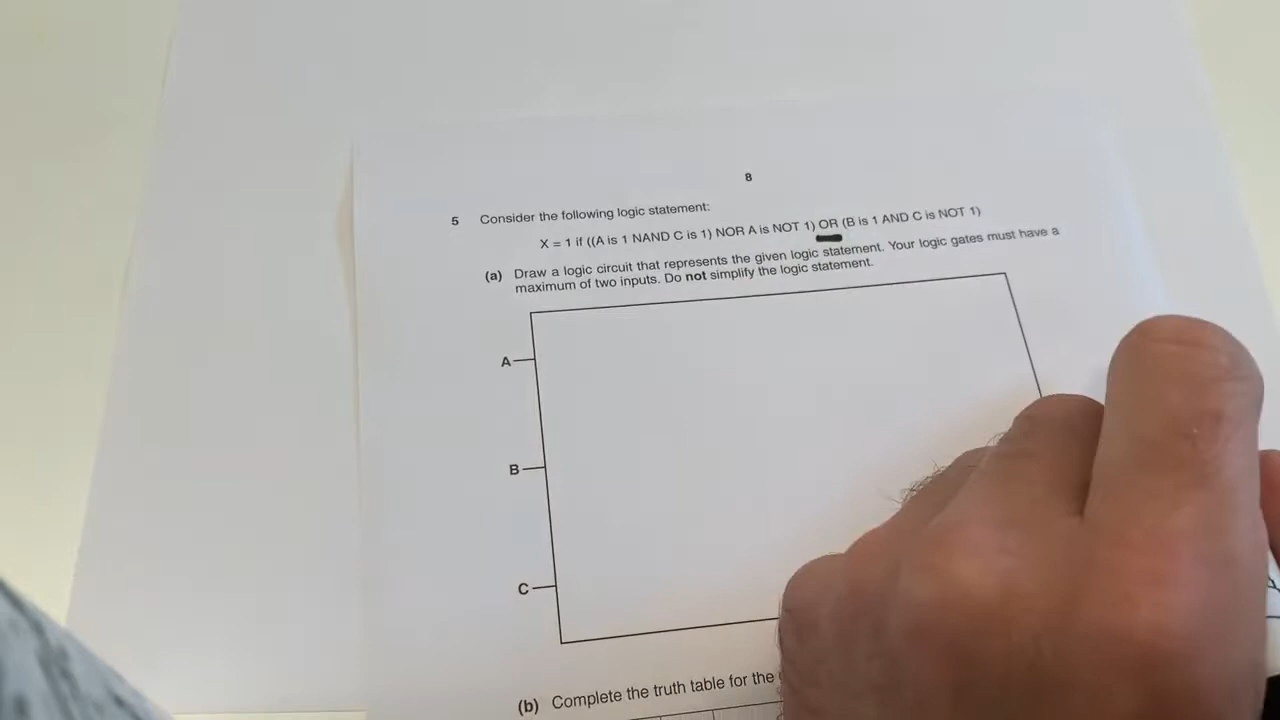 8
5 Consider the following logic statement:
X = 1 if ((A is 1 NAND C is 1) NOR A is NOT 1) OR (B is 1 AND C is NOT 1)
(a) Draw a logic circuit that represents the given logic statement. Your logic gates must have a
maximum of two inputs. Do not simplify the logic statement.
A
B
C
(b) Complete the truth table for the